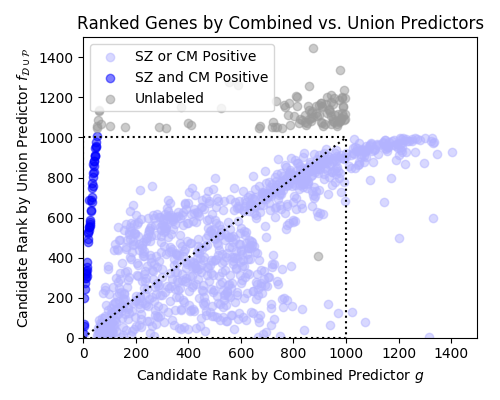 Ranked Genes by Combined vs. Union Predictors
SZ or CM Positive
SZ and CM Positive
Unlabeled
Candidate Rank by Union Predictor f_{𝒟∪𝒫}
1400
1200
1000
800
600
400
200
0
0 200 400 600 800 1000 1200 1400
Candidate Rank by Combined Predictor g